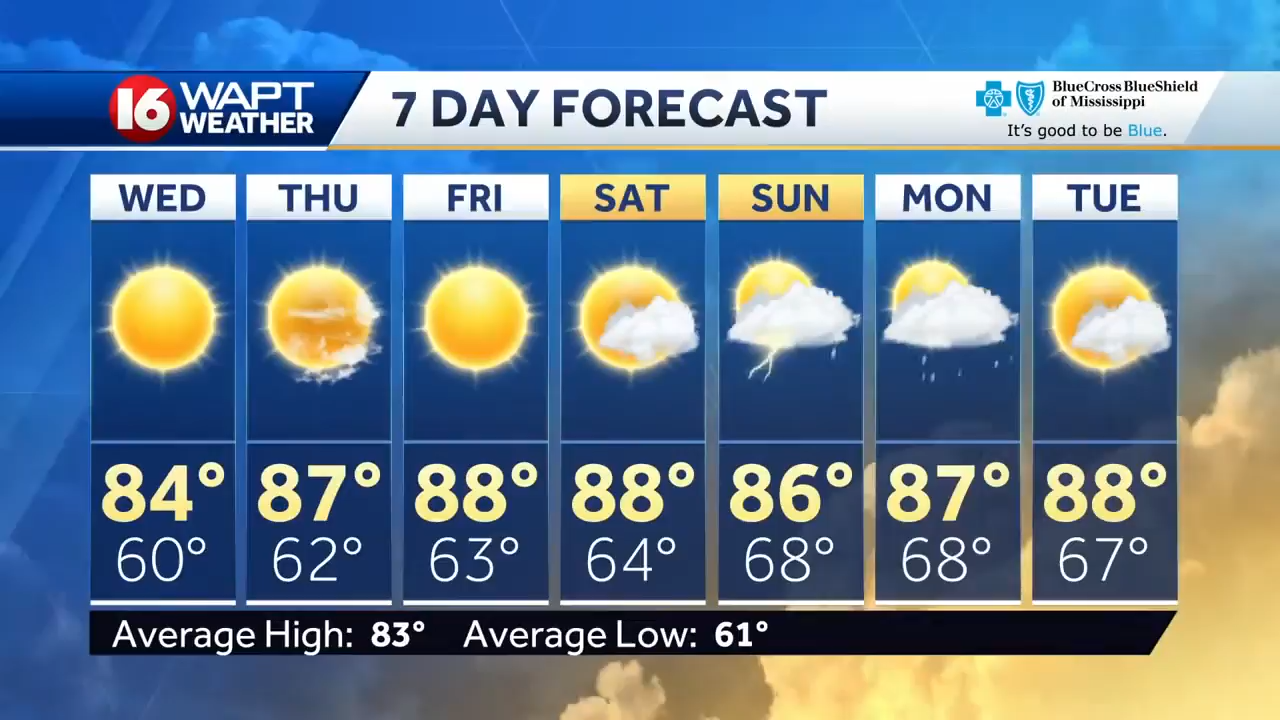 16 WAPT WEATHER
7 DAY FORECAST
BlueCross BlueShield
of Mississippi
It's good to be Blue.
WED THU FRI SAT SUN MON TUE
84° 87° 88° 88° 86° 87° 88°
60° 62° 63° 64° 68° 68° 67°
Average High: 83° Average Low: 61°